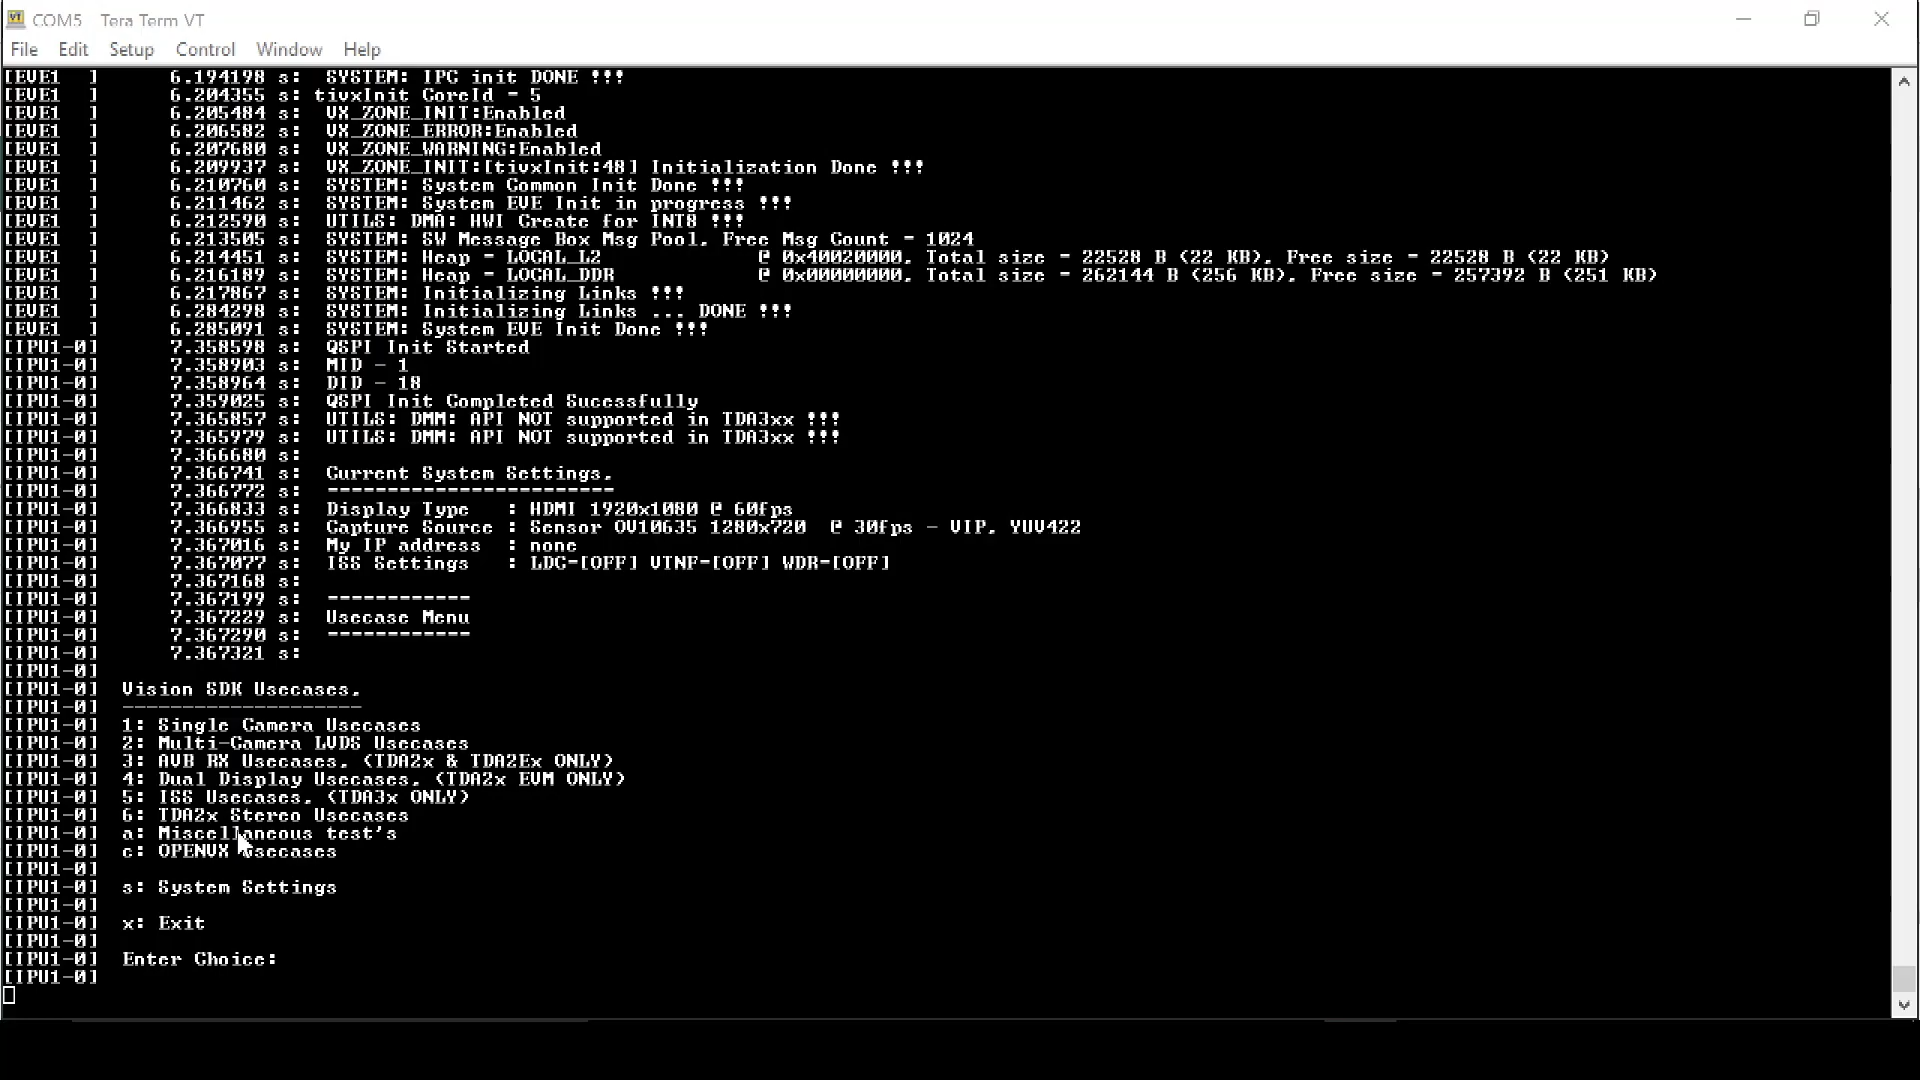 COM5 Tera Term VT
File Edit Setup Control Window Help
[EVE1 ] 6.194198 s: SYSTEM: IPC init DONE !!!
[EVE1 ] 6.204355 s: tivxInit CoreId = 5
[EVE1 ] 6.205484 s: VX_ZONE_INIT:Enabled
[EVE1 ] 6.206582 s: VX_ZONE_ERROR:Enabled
[EVE1 ] 6.207680 s: VX_ZONE_WARNING:Enabled
[EVE1 ] 6.209937 s: VX_ZONE_INIT:[tivxInit:48] Initialization Done !!!
[EVE1 ] 6.210760 s: SYSTEM: System Common Init Done !!!
[EVE1 ] 6.211462 s: SYSTEM: System EVE Init in progress !!!
[EVE1 ] 6.212590 s: UTILS: DMA: HWI Create for INT8 !!!
[EVE1 ] 6.213505 s: SYSTEM: SW Message Box Msg Pool, Free Msg Count = 1024
[EVE1 ] 6.214451 s: SYSTEM: Heap = LOCAL_L2 @ 0x40020000, Total size = 22528 B (22 KB), Free size = 22528 B (22 KB)
[EVE1 ] 6.216189 s: SYSTEM: Heap = LOCAL_DDR @ 0x00000000, Total size = 262144 B (256 KB), Free size = 257392 B (251 KB)
[EVE1 ] 6.217867 s: SYSTEM: Initializing Links !!!
[EVE1 ] 6.284298 s: SYSTEM: Initializing Links ... DONE !!!
[EVE1 ] 6.285091 s: SYSTEM: System EVE Init Done !!!
[IPU1-0] 7.358598 s: QSPI Init Started
[IPU1-0] 7.358903 s: MID - 1
[IPU1-0] 7.358964 s: DID - 18
[IPU1-0] 7.359025 s: QSPI Init Completed Sucessfully
[IPU1-0] 7.365857 s: UTILS: DMM: API NOT supported in TDA3xx !!!
[IPU1-0] 7.365979 s: UTILS: DMM: API NOT supported in TDA3xx !!!
[IPU1-0] 7.366680 s:
[IPU1-0] 7.366741 s: Current System Settings,
[IPU1-0] 7.366772 s: ========================
[IPU1-0] 7.366833 s: Display Type : HDMI 1920x1080 @ 60fps
[IPU1-0] 7.366955 s: Capture Source : Sensor OV10635 1280x720 @ 30fps - VIP, YUV422
[IPU1-0] 7.367016 s: My IP address : none
[IPU1-0] 7.367077 s: ISS Settings : LDC=[OFF] VTNF=[OFF] WDR=[OFF]
[IPU1-0] 7.367168 s:
[IPU1-0] 7.367199 s: ============
[IPU1-0] 7.367229 s: Usecase Menu
[IPU1-0] 7.367290 s: ============
[IPU1-0] 7.367321 s:
[IPU1-0]
[IPU1-0] Vision SDK Usecases,
[IPU1-0] --------------------
[IPU1-0] 1: Single Camera Usecases
[IPU1-0] 2: Multi-Camera LVDS Usecases
[IPU1-0] 3: AVB RX Usecases, (TDA2x & TDA2Ex ONLY)
[IPU1-0] 4: Dual Display Usecases, (TDA2x EVM ONLY)
[IPU1-0] 5: ISS Usecases, (TDA3x ONLY)
[IPU1-0] 6: TDA2x Stereo Usecases
[IPU1-0] a: Miscellaneous test's
[IPU1-0] c: OPENVX Usecases
[IPU1-0]
[IPU1-0] s: System Settings
[IPU1-0]
[IPU1-0] x: Exit
[IPU1-0]
[IPU1-0] Enter Choice:
[IPU1-0]